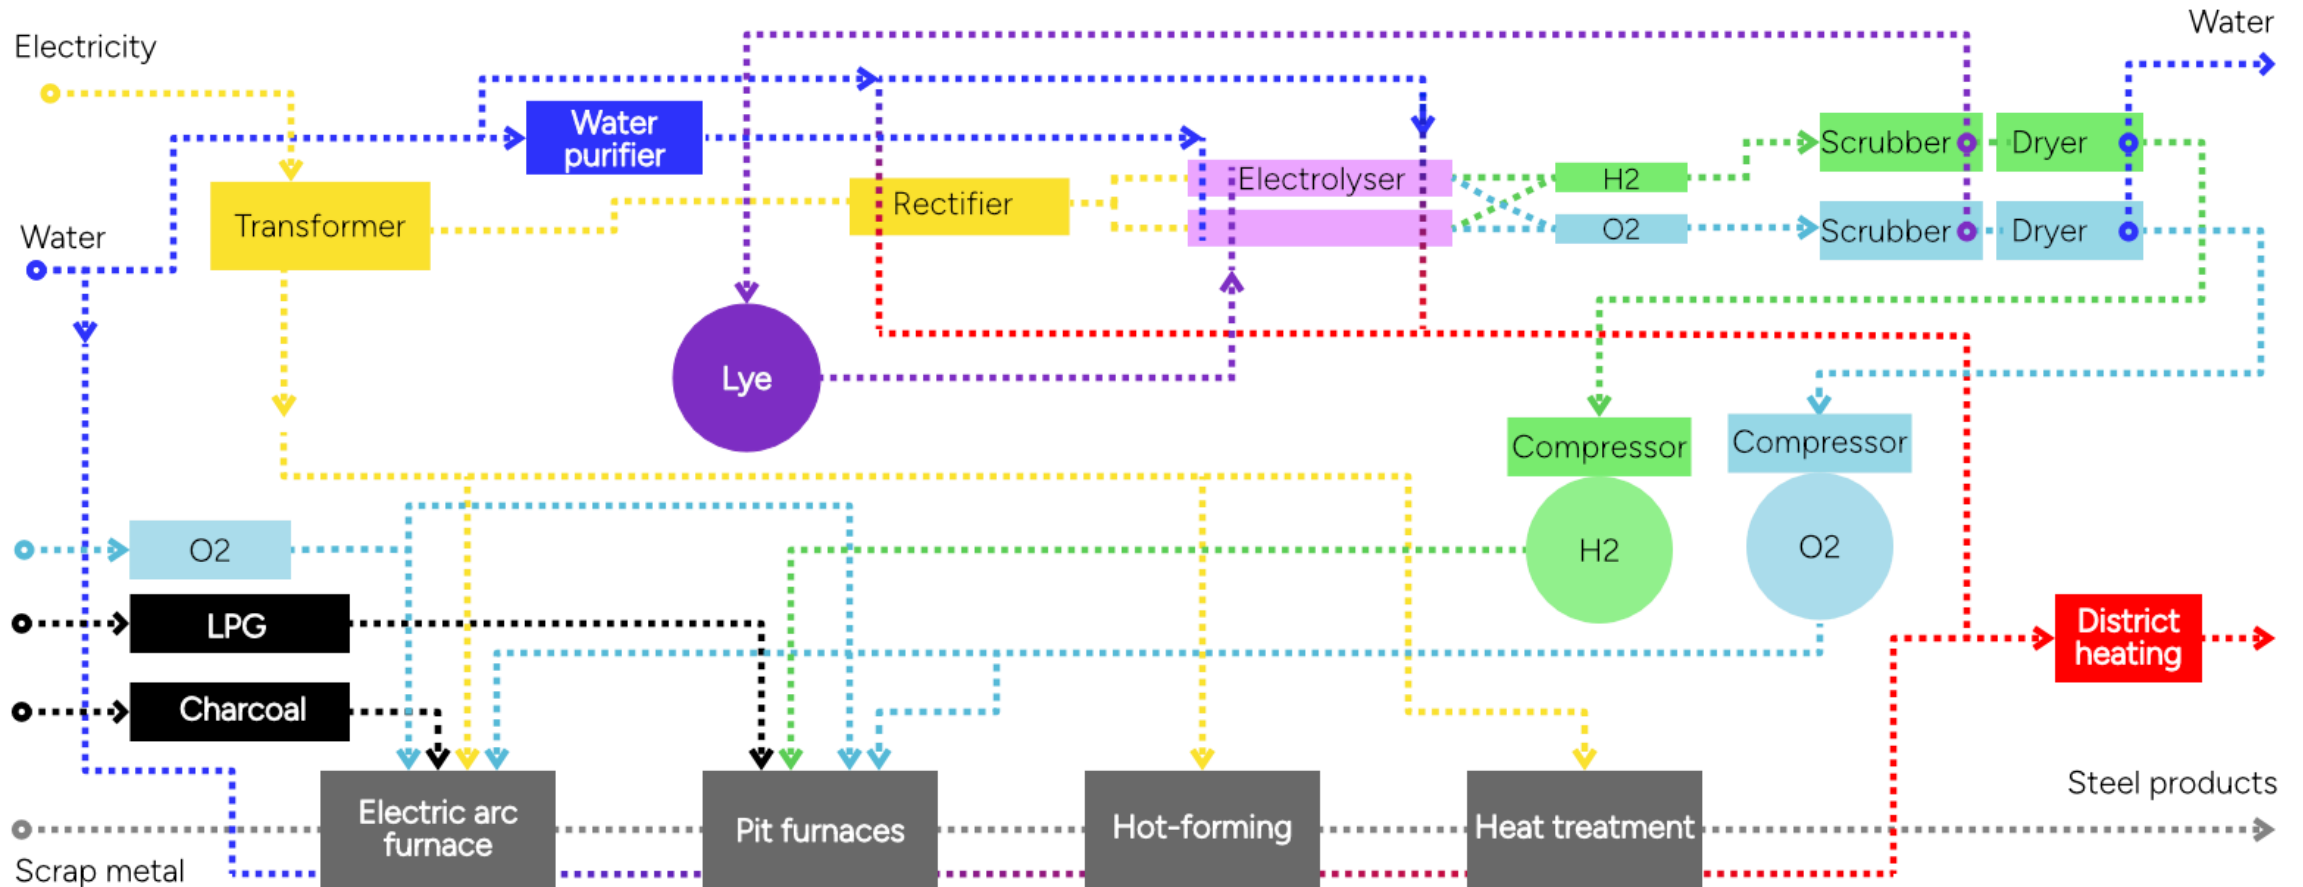 Water
Electricity
Water
purifier
Scrubber
Dryer
Electrolyser
H2
Rectifier
Transformer
O2
Scrubber
Dryer
Water
Lye
Compressor
Compressor
O2
H2
O2
LPG
District
heating
Charcoal
Steel products
Electric arc
furnace
Pit furnaces
Hot-forming
Heat treatment
Scrap metal